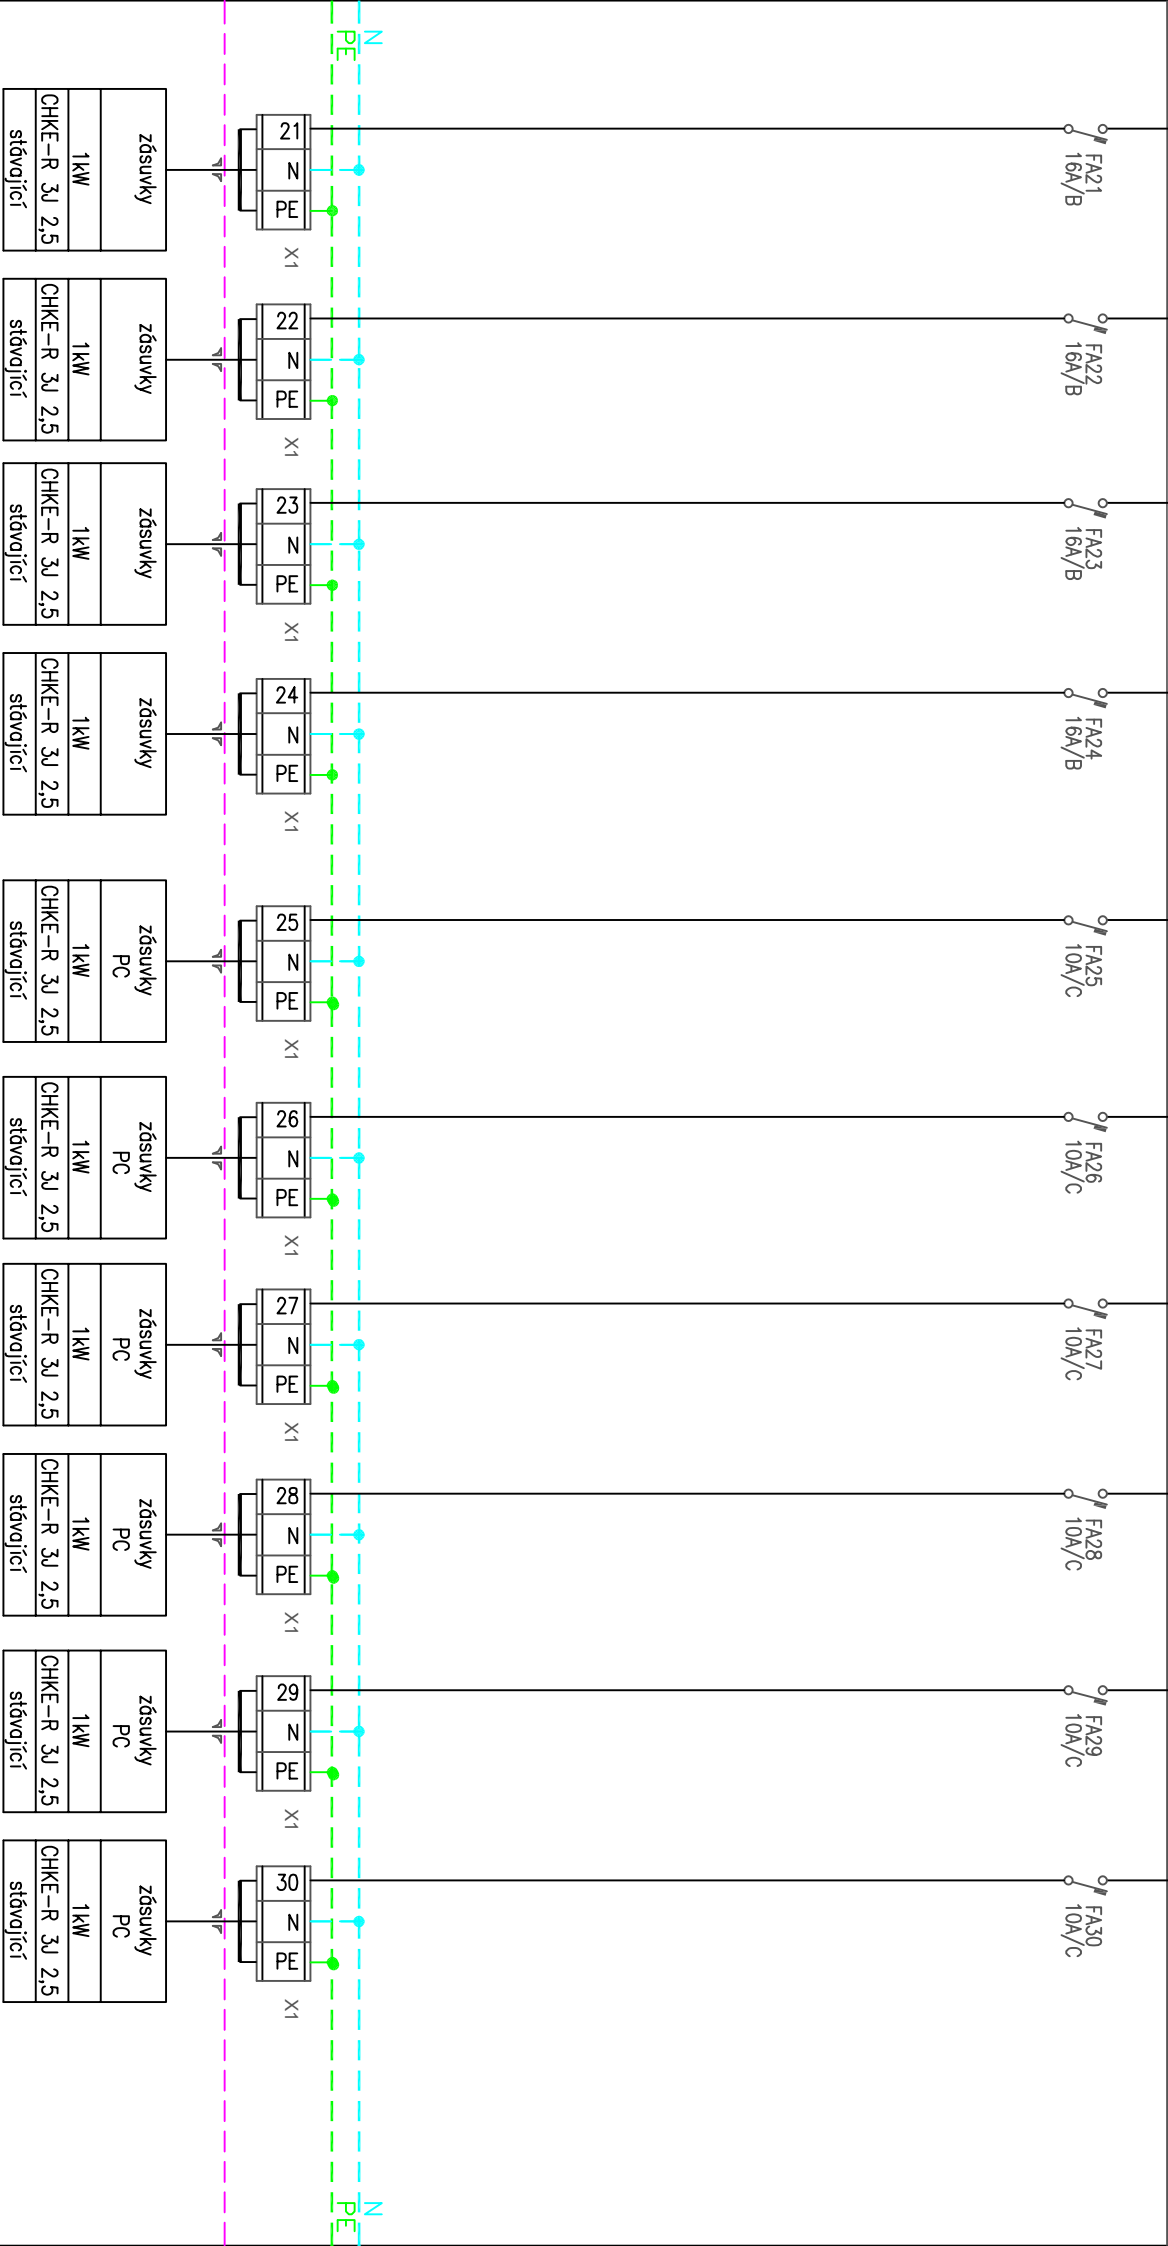 FA21
16A/B
FA22
16A/B
FA23
16A/B
FA24
16A/B
FA25
10A/C
FA26
10A/C
FA27
10A/C
FA28
10A/C
FA29
10A/C
FA30
10A/C
N
PE
N
PE
21
N
PE
X1
22
N
PE
X1
23
N
PE
X1
24
N
PE
X1
25
N
PE
X1
26
N
PE
X1
27
N
PE
X1
28
N
PE
X1
29
N
PE
X1
30
N
PE
X1
zásuvky
1kW
CHKE-R 3J 2,5
stávající
zásuvky
1kW
CHKE-R 3J 2,5
stávající
zásuvky
1kW
CHKE-R 3J 2,5
stávající
zásuvky
1kW
CHKE-R 3J 2,5
stávající
zásuvky
PC
1kW
CHKE-R 3J 2,5
stávající
zásuvky
PC
1kW
CHKE-R 3J 2,5
stávající
zásuvky
PC
1kW
CHKE-R 3J 2,5
stávající
zásuvky
PC
1kW
CHKE-R 3J 2,5
stávající
zásuvky
PC
1kW
CHKE-R 3J 2,5
stávající
zásuvky
PC
1kW
CHKE-R 3J 2,5
stávající